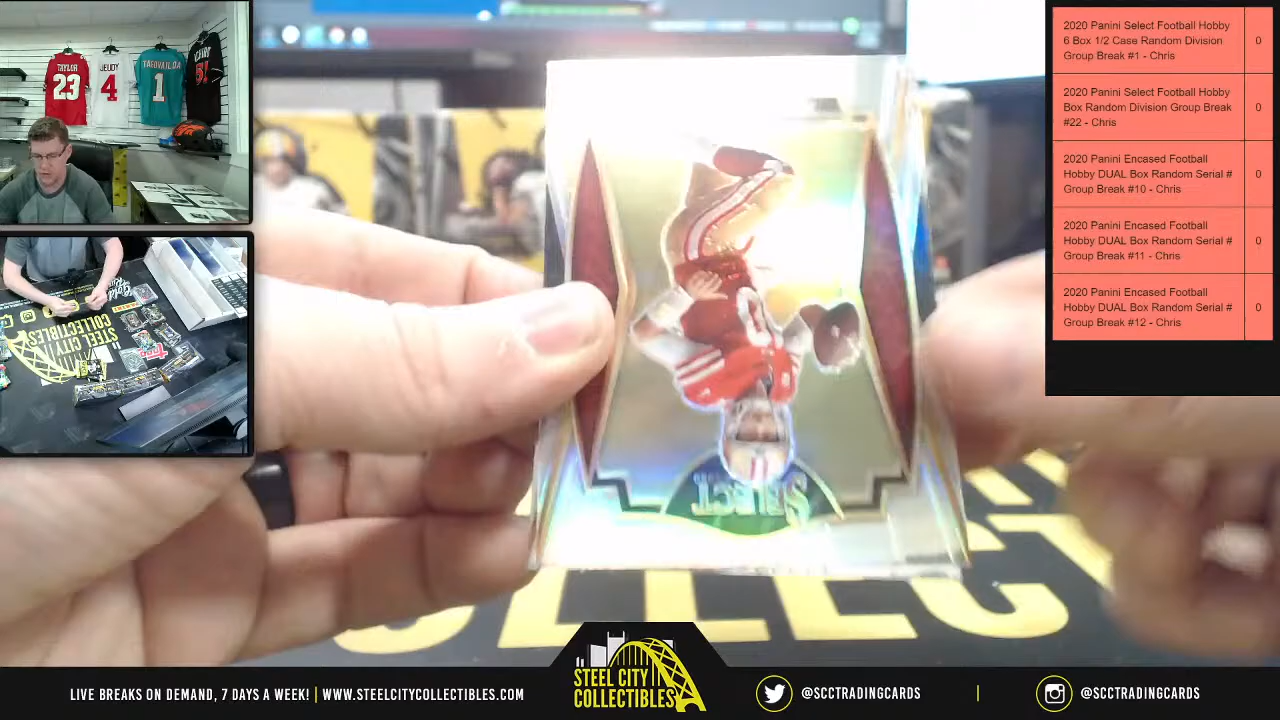 TAYLOR
23
JEUDY
4
TAGOVAILOA
1
2020 Panini Select Football Hobby
6 Box 1/2 Case Random Division
Group Break #1 - Chris
0
2020 Panini Select Football Hobby
Box Random Division Group Break
#22 - Chris
0
2020 Panini Encased Football
Hobby DUAL Box Random Serial #
Group Break #10 - Chris
0
2020 Panini Encased Football
Hobby DUAL Box Random Serial #
Group Break #11 - Chris
0
2020 Panini Encased Football
Hobby DUAL Box Random Serial #
Group Break #12 - Chris
0
STEEL CITY
COLLECTIBLES
Topps
SELECT
LIVE BREAKS ON DEMAND, 7 DAYS A WEEK! | WWW.STEELCITYCOLLECTIBLES.COM
STEEL CITY
COLLECTIBLES
@SCCTRADINGCARDS
|
@SCCTRADINGCARDS